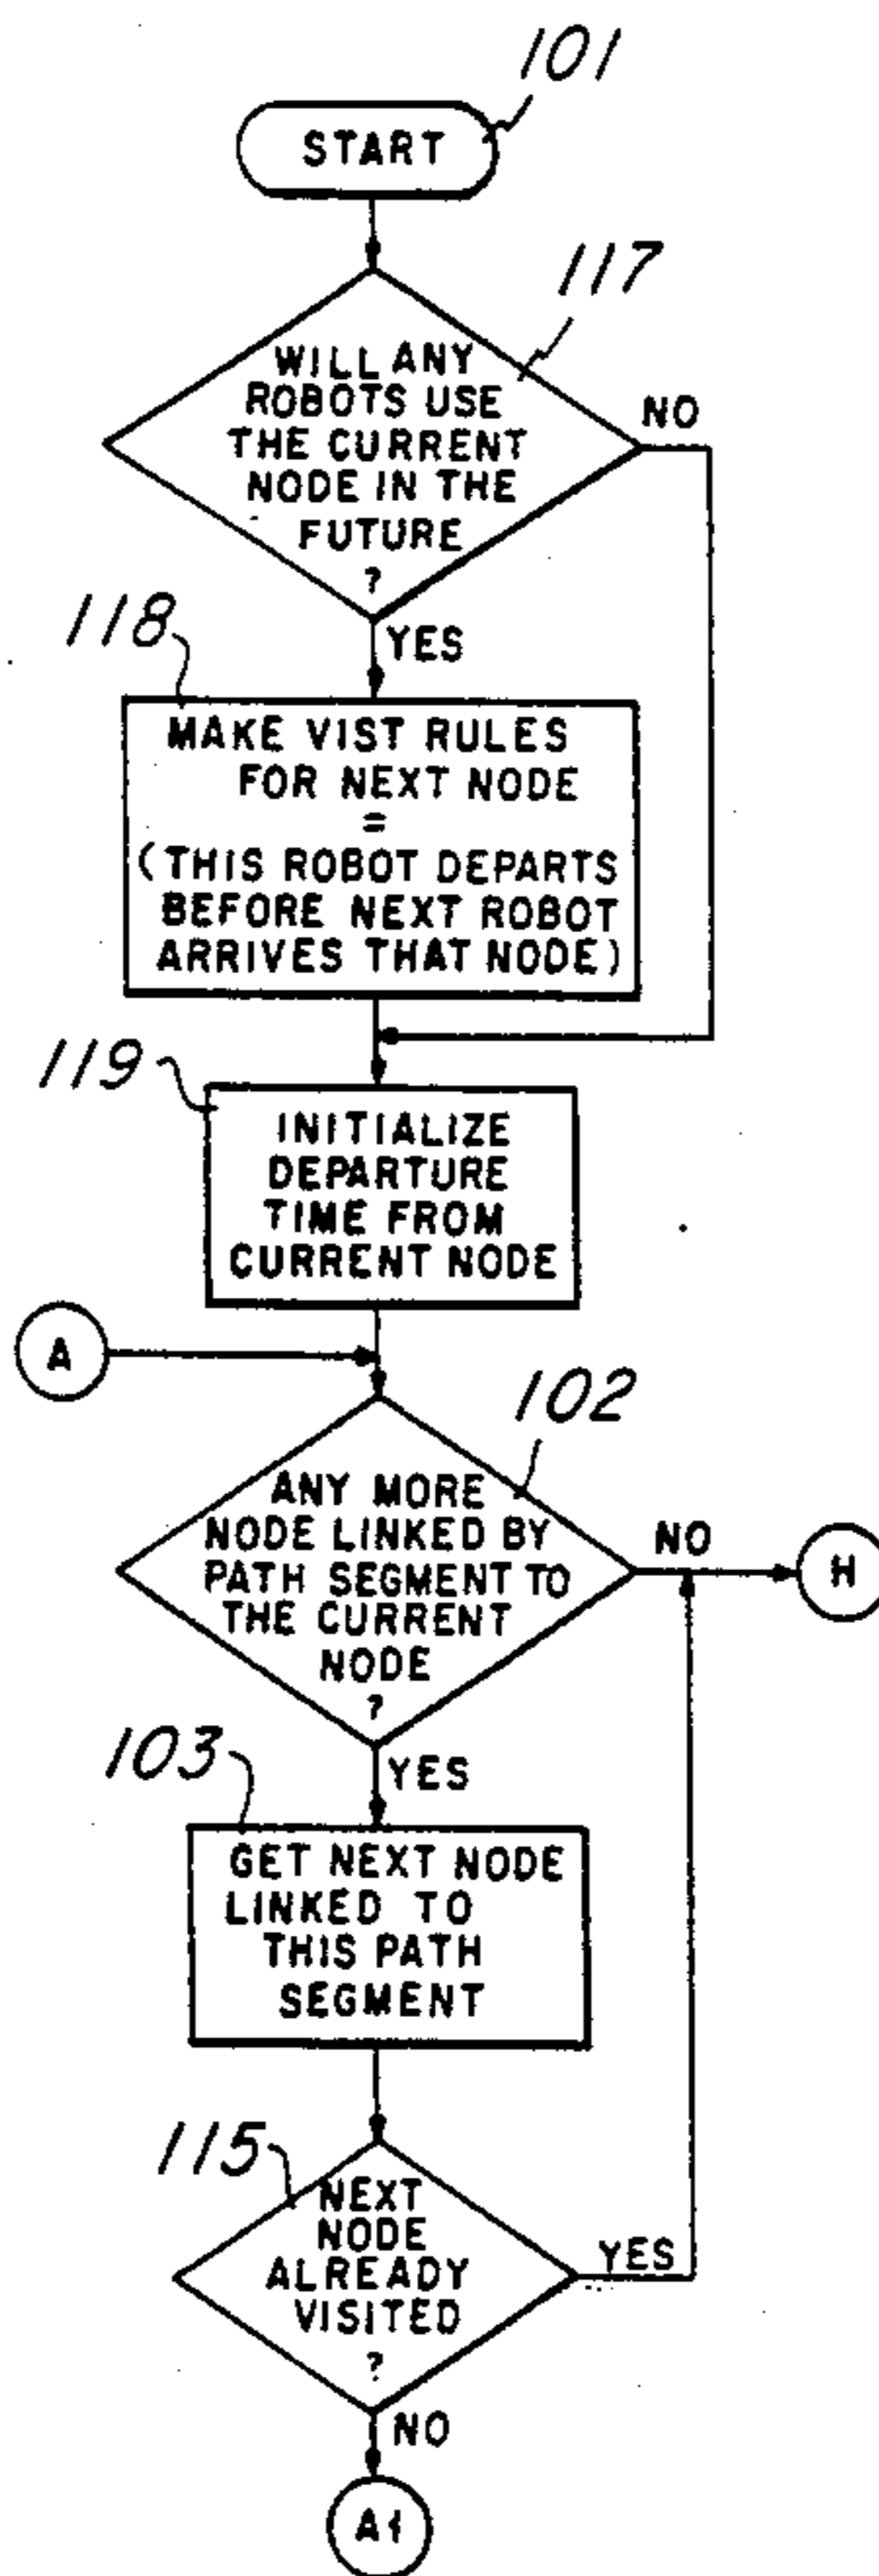 101
START
117
WILL ANY
ROBOTS USE
THE CURRENT
NODE IN THE
FUTURE
?
NO
118
YES
MAKE VIST RULES
FOR NEXT NODE
=
(THIS ROBOT DEPARTS
BEFORE NEXT ROBOT
ARRIVES THAT NODE)
119
INITIALIZE
DEPARTURE
TIME FROM
CURRENT NODE
A
102
ANY MORE
NODE LINKED BY
PATH SEGMENT TO
THE CURRENT
NODE
?
NO
H
103
YES
GET NEXT NODE
LINKED TO
THIS PATH
SEGMENT
115
NEXT
NODE
ALREADY
VISITED
?
YES
NO
A1